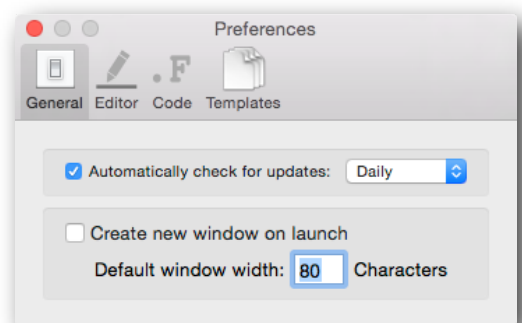 Preferences
.F
General Editor Code Templates
Automatically check for updates: Daily
Create new window on launch
Default window width: 80 Characters